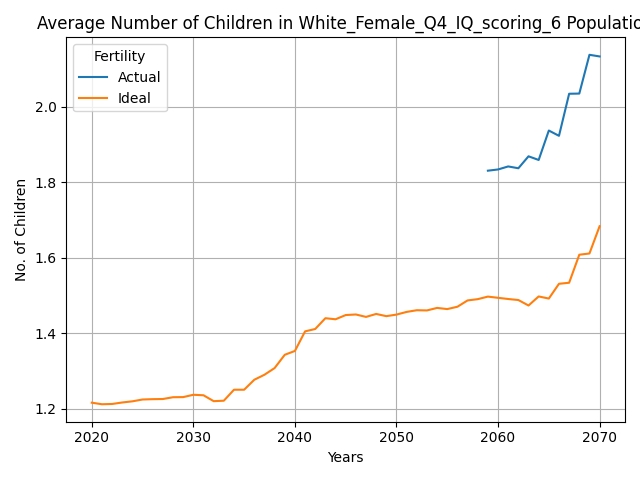 Average Number of Children in White_Female_Q4_IQ_scoring_6 Populatio
Fertility
Actual
Ideal
No. of Children
2.0
1.8
1.6
1.4
1.2
2020 2030 2040 2050 2060 2070
Years